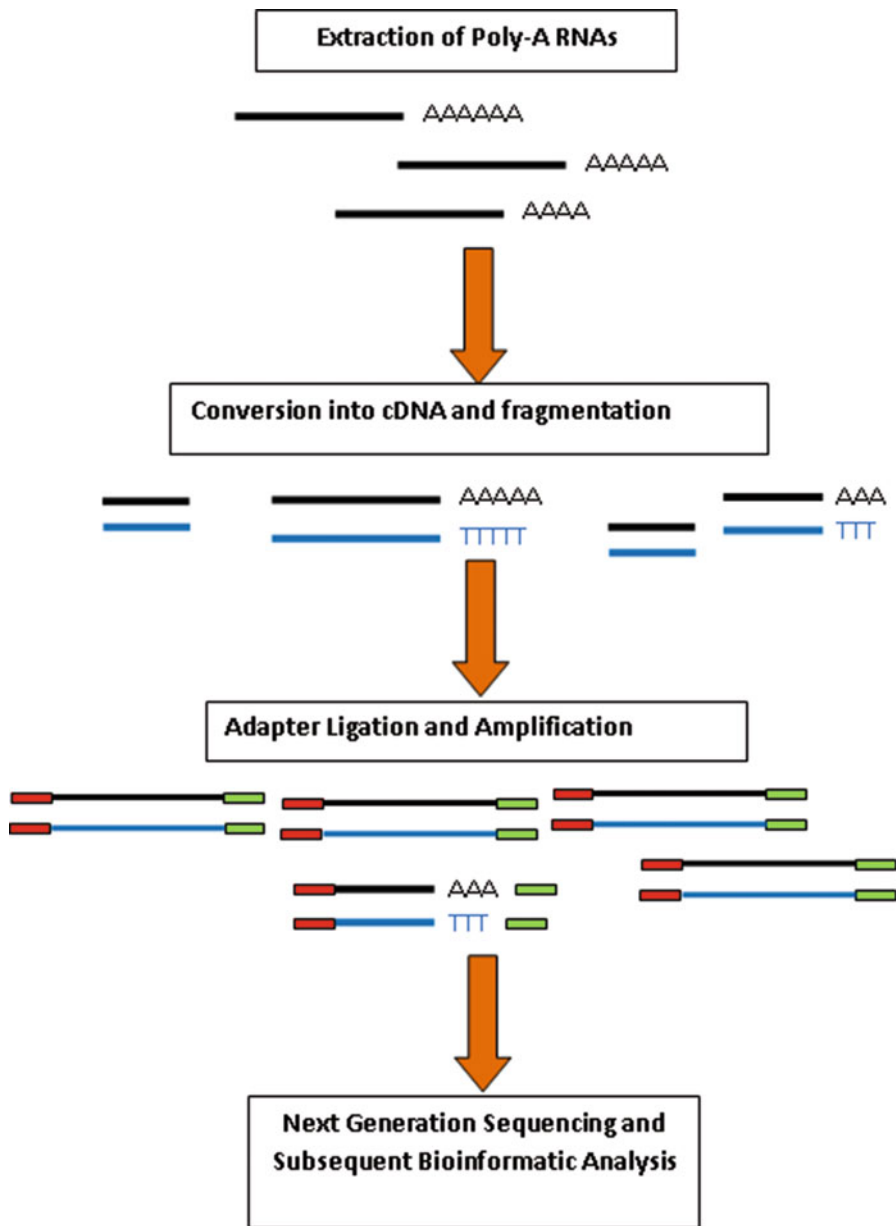 Extraction of Poly-A RNAs
AAAAAA
AAAAA
AAAA
Conversion into cDNA and fragmentation
AAAAA
AAA
TTTTT
TTT
Adapter Ligation and Amplification
AAA
TTT
Next Generation Sequencing and
Subsequent Bioinformatic Analysis